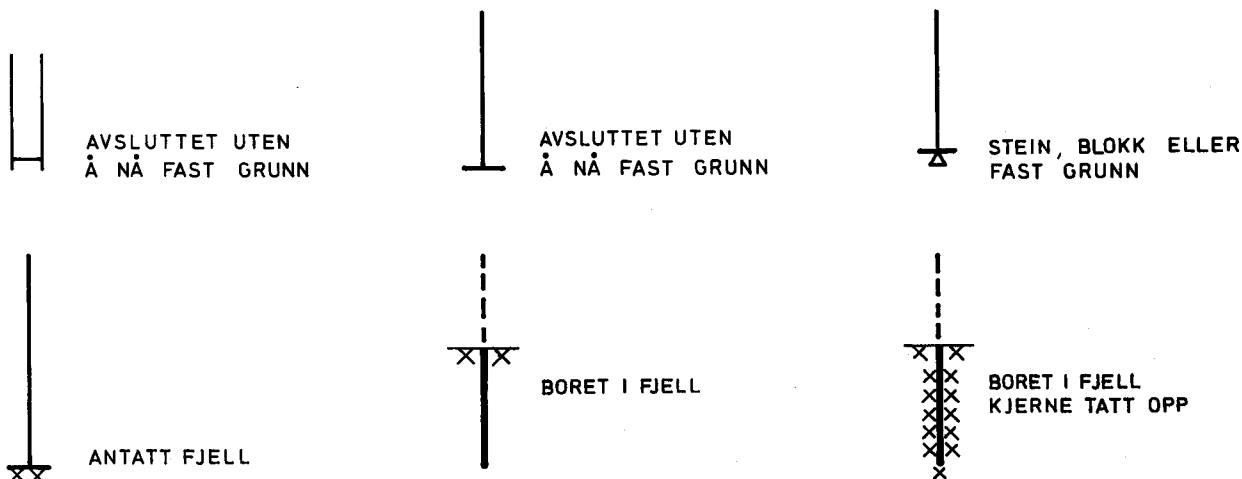 AVSLUTTET UTEN
Å NÅ FAST GRUNN
AVSLUTTET UTEN
Å NÅ FAST GRUNN
STEIN, BLOKK ELLER
FAST GRUNN
ANTATT FJELL
BORET I FJELL
BORET I FJELL
KJERNE TATT OPP